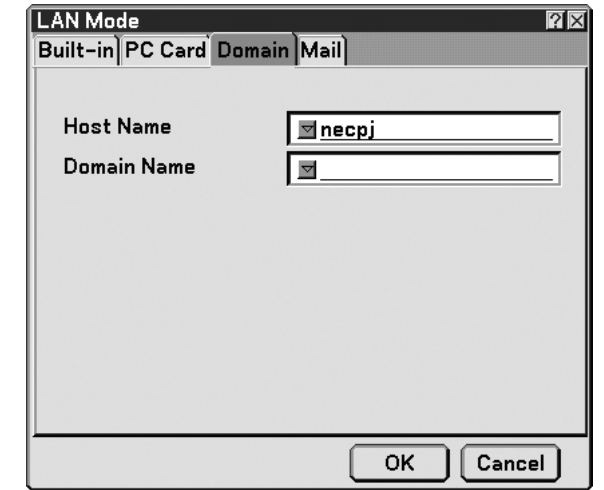 LAN Mode
Built-in PC Card Domain Mail
Host Name necpj
Domain Name
OK Cancel